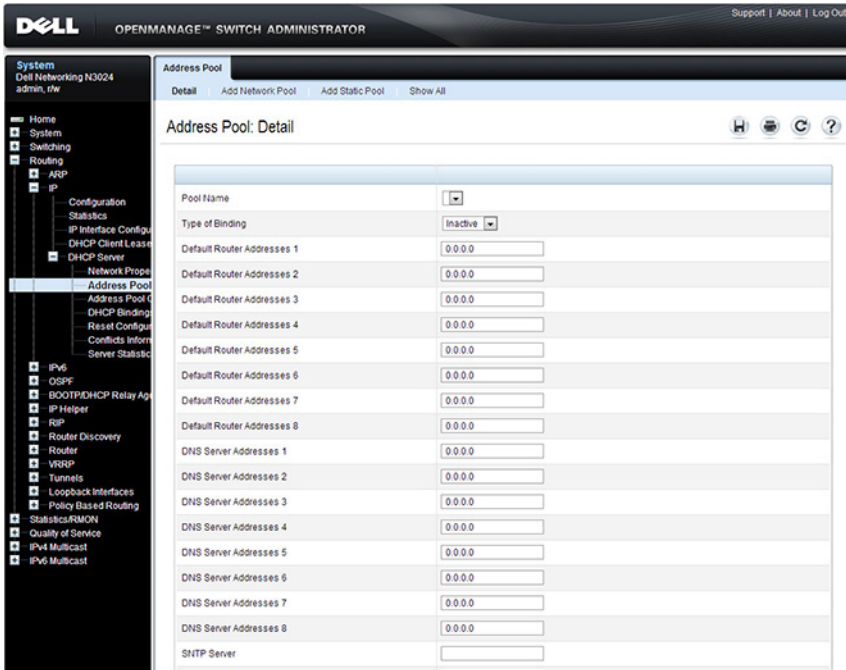 Support | About | Log Out
DELL
OPENMANAGE™ SWITCH ADMINISTRATOR
System
Dell Networking N3024
admin, r/w
Home
System
Switching
Routing
ARP
IP
Configuration
Statistics
IP Interface Configu
DHCP Client Lease
DHCP Server
Network Prope
Address Pool
Address Pool C
DHCP Bindings
Reset Configur
Conflicts Inform
Server Statistic
IPv6
OSPF
BOOTP/DHCP Relay Age
IP Helper
RIP
Router Discovery
Router
VRRP
Tunnels
Loopback Interfaces
Policy Based Routing
Statistics/RMON
Quality of Service
IPv4 Multicast
IPv6 Multicast
Address Pool
Detail Add Network Pool Add Static Pool Show All
Address Pool: Detail
Pool Name
Type of Binding Inactive
Default Router Addresses 1 0.0.0.0
Default Router Addresses 2 0.0.0.0
Default Router Addresses 3 0.0.0.0
Default Router Addresses 4 0.0.0.0
Default Router Addresses 5 0.0.0.0
Default Router Addresses 6 0.0.0.0
Default Router Addresses 7 0.0.0.0
Default Router Addresses 8 0.0.0.0
DNS Server Addresses 1 0.0.0.0
DNS Server Addresses 2 0.0.0.0
DNS Server Addresses 3 0.0.0.0
DNS Server Addresses 4 0.0.0.0
DNS Server Addresses 5 0.0.0.0
DNS Server Addresses 6 0.0.0.0
DNS Server Addresses 7 0.0.0.0
DNS Server Addresses 8 0.0.0.0
SNTP Server